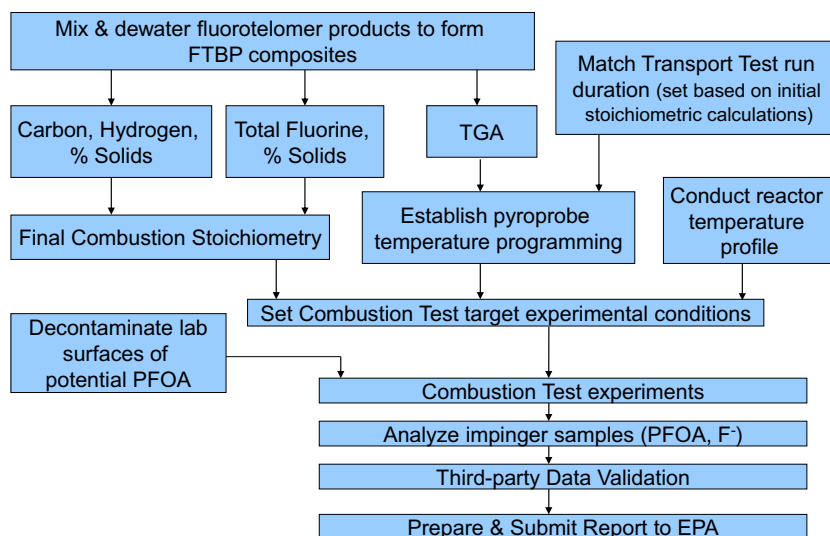 Mix & dewater fluorotelomer products to form
FTBP composites
Match Transport Test run
duration (set based on initial
stoichiometric calculations)
Carbon, Hydrogen,
% Solids
Total Fluorine,
% Solids
TGA
Conduct reactor
temperature
profile
Establish pyroprobe
temperature programming
Final Combustion Stoichiometry
Set Combustion Test target experimental conditions
Decontaminate lab
surfaces of
potential PFOA
Combustion Test experiments
Analyze impinger samples (PFOA, F-)
Third-party Data Validation
Prepare & Submit Report to EPA